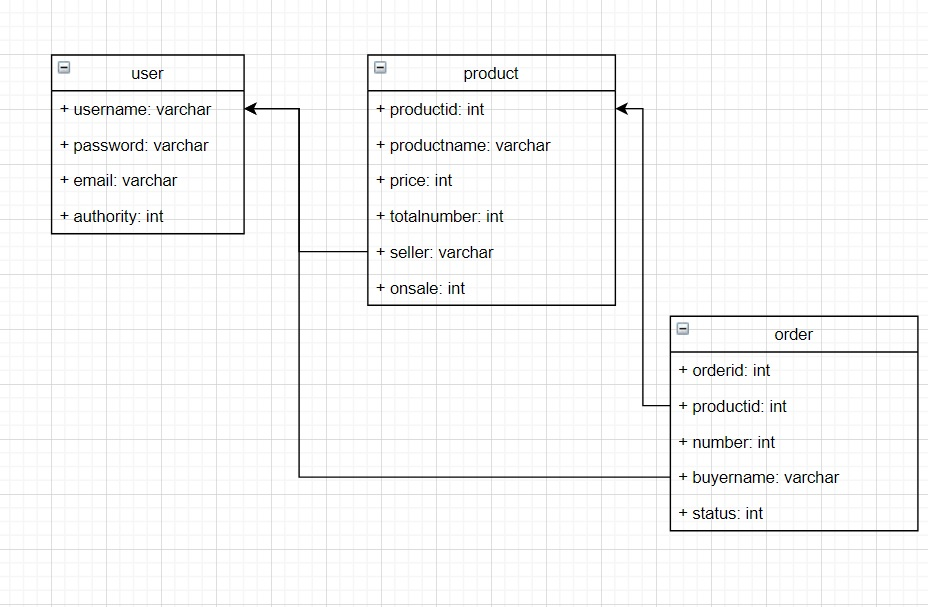 user
+ username: varchar
+ password: varchar
+ email: varchar
+ authority: int
product
+ productid: int
+ productname: varchar
+ price: int
+ totalnumber: int
+ seller: varchar
+ onsale: int
order
+ orderid: int
+ productid: int
+ number: int
+ buyername: varchar
+ status: int